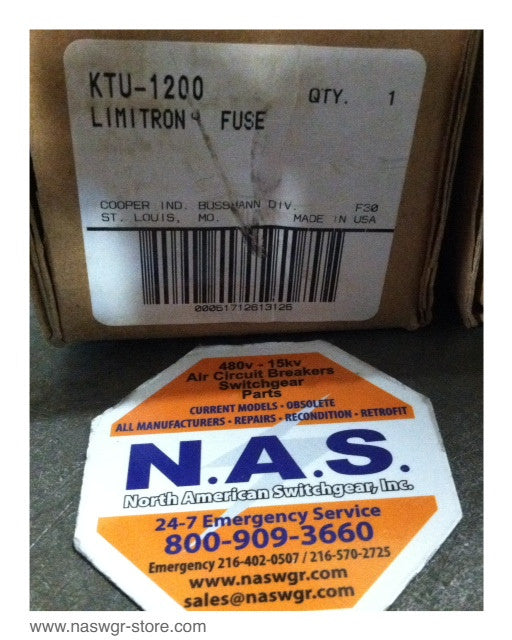 KTU-1200 QTY. 1
LIMITRON® FUSE
COOPER IND. BUSSMANN DIV. F30
ST. LOUIS, MO. MADE IN USA
00051712613126
480v - 15kv
Air Circuit Breakers
Switchgear
Parts
CURRENT MODELS - OBSOLETE
ALL MANUFACTURERS - REPAIRS - RECONDITION - RETROFIT
N.A.S.
North American Switchgear, Inc.
24-7 Emergency Service
800-909-3660
Emergency 216-402-0507 / 216-570-2725
www.naswgr.com
sales@naswgr.com
www.naswgr-store.com